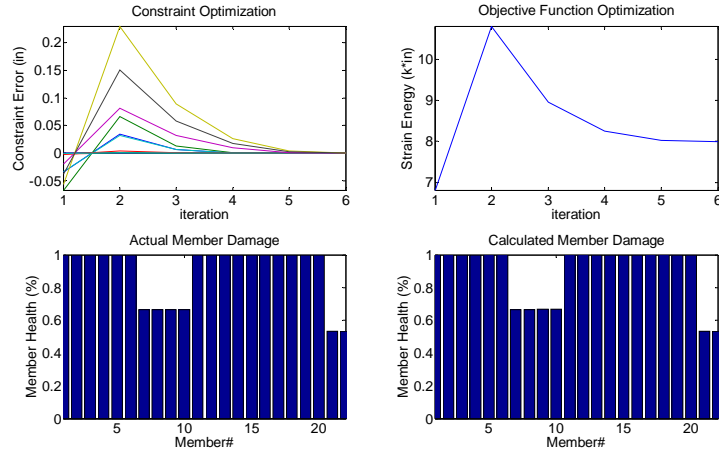 Constraint Optimization
Constraint Error (in)
0.2
0.15
0.1
0.05
0
-0.05
1 2 3 4 5 6
iteration
Objective Function Optimization
Strain Energy (k*in)
10
9
8
7
1 2 3 4 5 6
iteration
Actual Member Damage
Member Health (%)
1
0.8
0.6
0.4
0.2
0
5 10 15 20
Member#
Calculated Member Damage
Member Health (%)
1
0.8
0.6
0.4
0.2
0
5 10 15 20
Member#